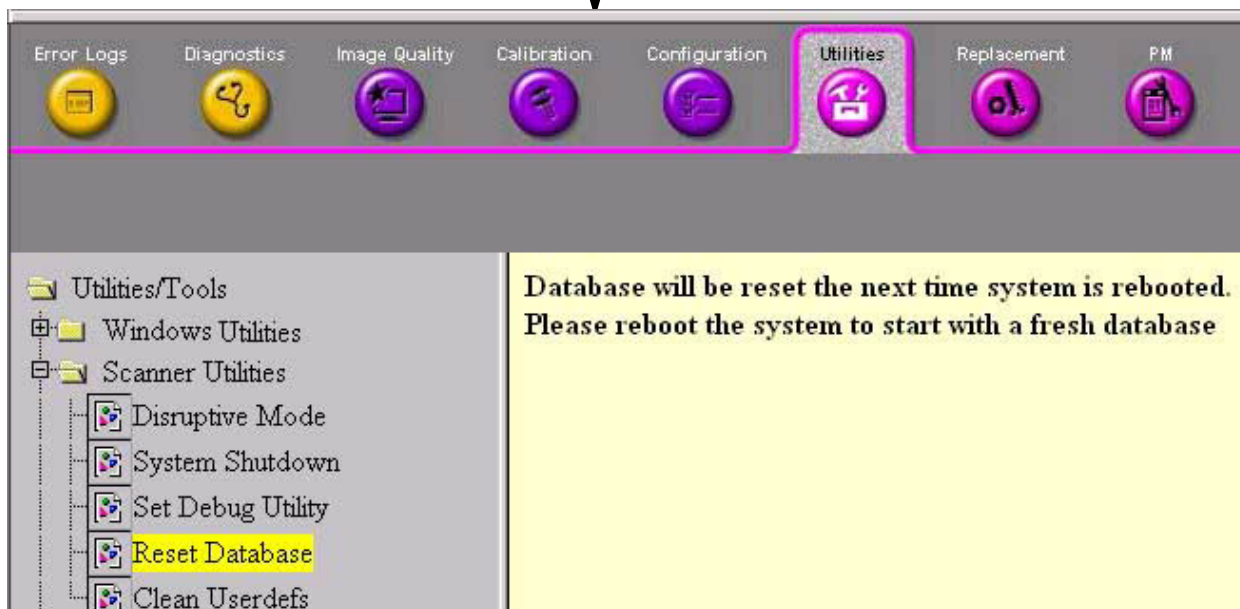 Error Logs Diagnostics Image Quality Calibration Configuration Utilities Replacement PM
Utilities/Tools
Windows Utilities
Scanner Utilities
Disruptive Mode
System Shutdown
Set Debug Utility
Reset Database
Clean Userdefs
Database will be reset the next time system is rebooted.
Please reboot the system to start with a fresh database